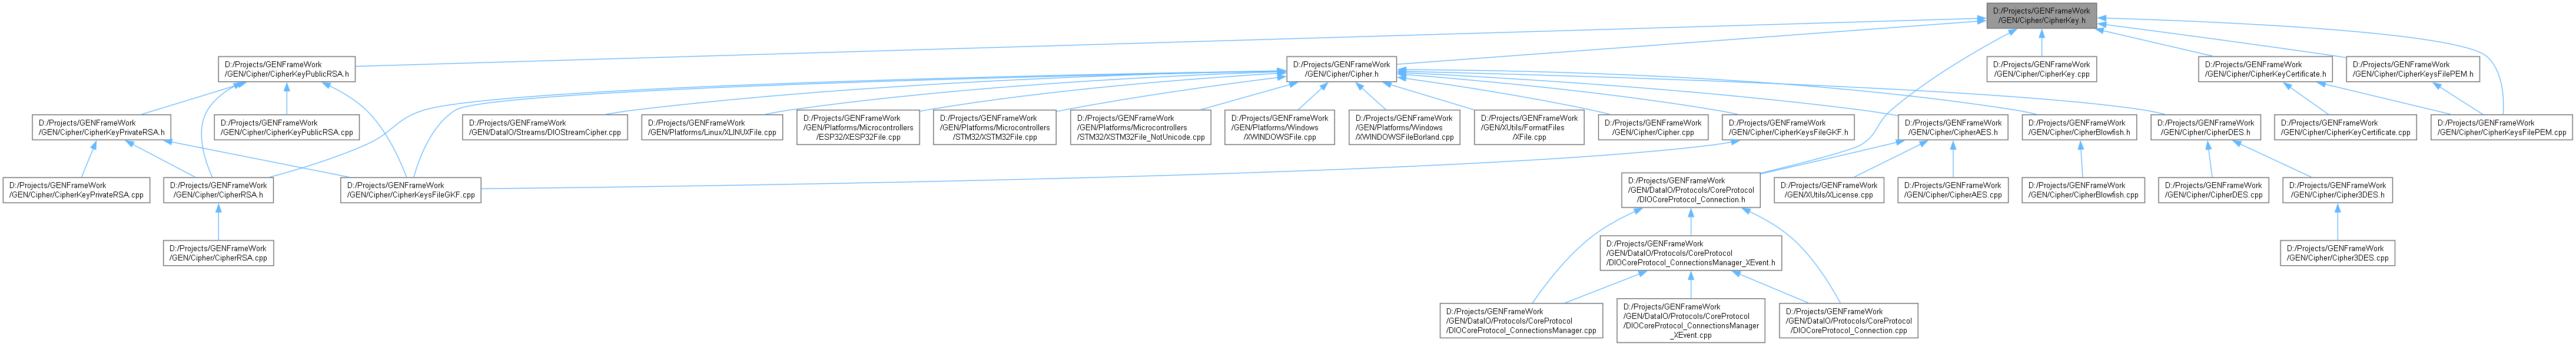 D:/Projects/GENFrameWork
/GEN/Cipher/CipherKey.h
D:/Projects/GENFrameWork
/GEN/Cipher/CipherKeyPublicRSA.h
D:/Projects/GENFrameWork
/GEN/Cipher/Cipher.h
D:/Projects/GENFrameWork
/GEN/Cipher/CipherKey.cpp
D:/Projects/GENFrameWork
/GEN/Cipher/CipherKeyCertificate.h
D:/Projects/GENFrameWork
/GEN/Cipher/CipherKeysFilePEM.h
D:/Projects/GENFrameWork
/GEN/Cipher/CipherKeyPrivateRSA.h
D:/Projects/GENFrameWork
/GEN/Cipher/CipherKeyPublicRSA.cpp
D:/Projects/GENFrameWork
/GEN/DataIO/Streams/DIOStreamCipher.cpp
D:/Projects/GENFrameWork
/GEN/Platforms/Linux/XLINUXFile.cpp
D:/Projects/GENFrameWork
/GEN/Platforms/Microcontrollers
/ESP32/XESP32File.cpp
D:/Projects/GENFrameWork
/GEN/Platforms/Microcontrollers
/STM32/XSTM32File.cpp
D:/Projects/GENFrameWork
/GEN/Platforms/Microcontrollers
/STM32/XSTM32File_NotUnicode.cpp
D:/Projects/GENFrameWork
/GEN/Platforms/Windows
/XWINDOWSFile.cpp
D:/Projects/GENFrameWork
/GEN/Platforms/Windows
/XWINDOWSFileBorland.cpp
D:/Projects/GENFrameWork
/GEN/XUtils/FormatFiles
/XFile.cpp
D:/Projects/GENFrameWork
/GEN/Cipher/Cipher.cpp
D:/Projects/GENFrameWork
/GEN/Cipher/CipherKeysFileGKF.h
D:/Projects/GENFrameWork
/GEN/Cipher/CipherAES.h
D:/Projects/GENFrameWork
/GEN/Cipher/CipherBlowfish.h
D:/Projects/GENFrameWork
/GEN/Cipher/CipherDES.h
D:/Projects/GENFrameWork
/GEN/Cipher/CipherKeyCertificate.cpp
D:/Projects/GENFrameWork
/GEN/Cipher/CipherKeysFilePEM.cpp
D:/Projects/GENFrameWork
/GEN/Cipher/CipherKeyPrivateRSA.cpp
D:/Projects/GENFrameWork
/GEN/Cipher/CipherRSA.h
D:/Projects/GENFrameWork
/GEN/Cipher/CipherKeysFileGKF.cpp
D:/Projects/GENFrameWork
/GEN/DataIO/Protocols/CoreProtocol
/DIOCoreProtocol_Connection.h
D:/Projects/GENFrameWork
/GEN/XUtils/XLicense.cpp
D:/Projects/GENFrameWork
/GEN/Cipher/CipherAES.cpp
D:/Projects/GENFrameWork
/GEN/Cipher/CipherBlowfish.cpp
D:/Projects/GENFrameWork
/GEN/Cipher/CipherDES.cpp
D:/Projects/GENFrameWork
/GEN/Cipher/Cipher3DES.h
D:/Projects/GENFrameWork
/GEN/Cipher/CipherRSA.cpp
D:/Projects/GENFrameWork
/GEN/DataIO/Protocols/CoreProtocol
/DIOCoreProtocol_ConnectionsManager_XEvent.h
D:/Projects/GENFrameWork
/GEN/Cipher/Cipher3DES.cpp
D:/Projects/GENFrameWork
/GEN/DataIO/Protocols/CoreProtocol
/DIOCoreProtocol_ConnectionsManager.cpp
D:/Projects/GENFrameWork
/GEN/DataIO/Protocols/CoreProtocol
/DIOCoreProtocol_ConnectionsManager
_XEvent.cpp
D:/Projects/GENFrameWork
/GEN/DataIO/Protocols/CoreProtocol
/DIOCoreProtocol_Connection.cpp